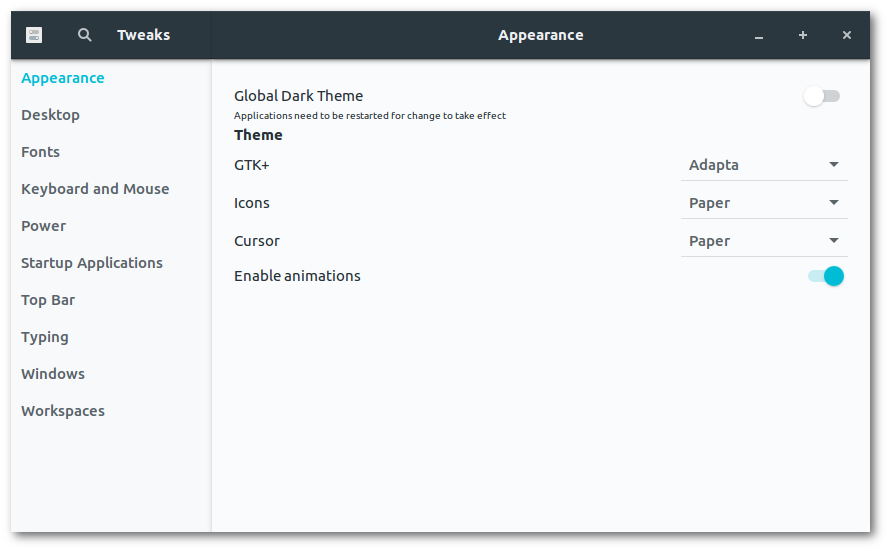 Tweaks
Appearance
Appearance
Desktop
Fonts
Keyboard and Mouse
Power
Startup Applications
Top Bar
Typing
Windows
Workspaces
Global Dark Theme
Applications need to be restarted for change to take effect
Theme
GTK+ Adapta
Icons Paper
Cursor Paper
Enable animations